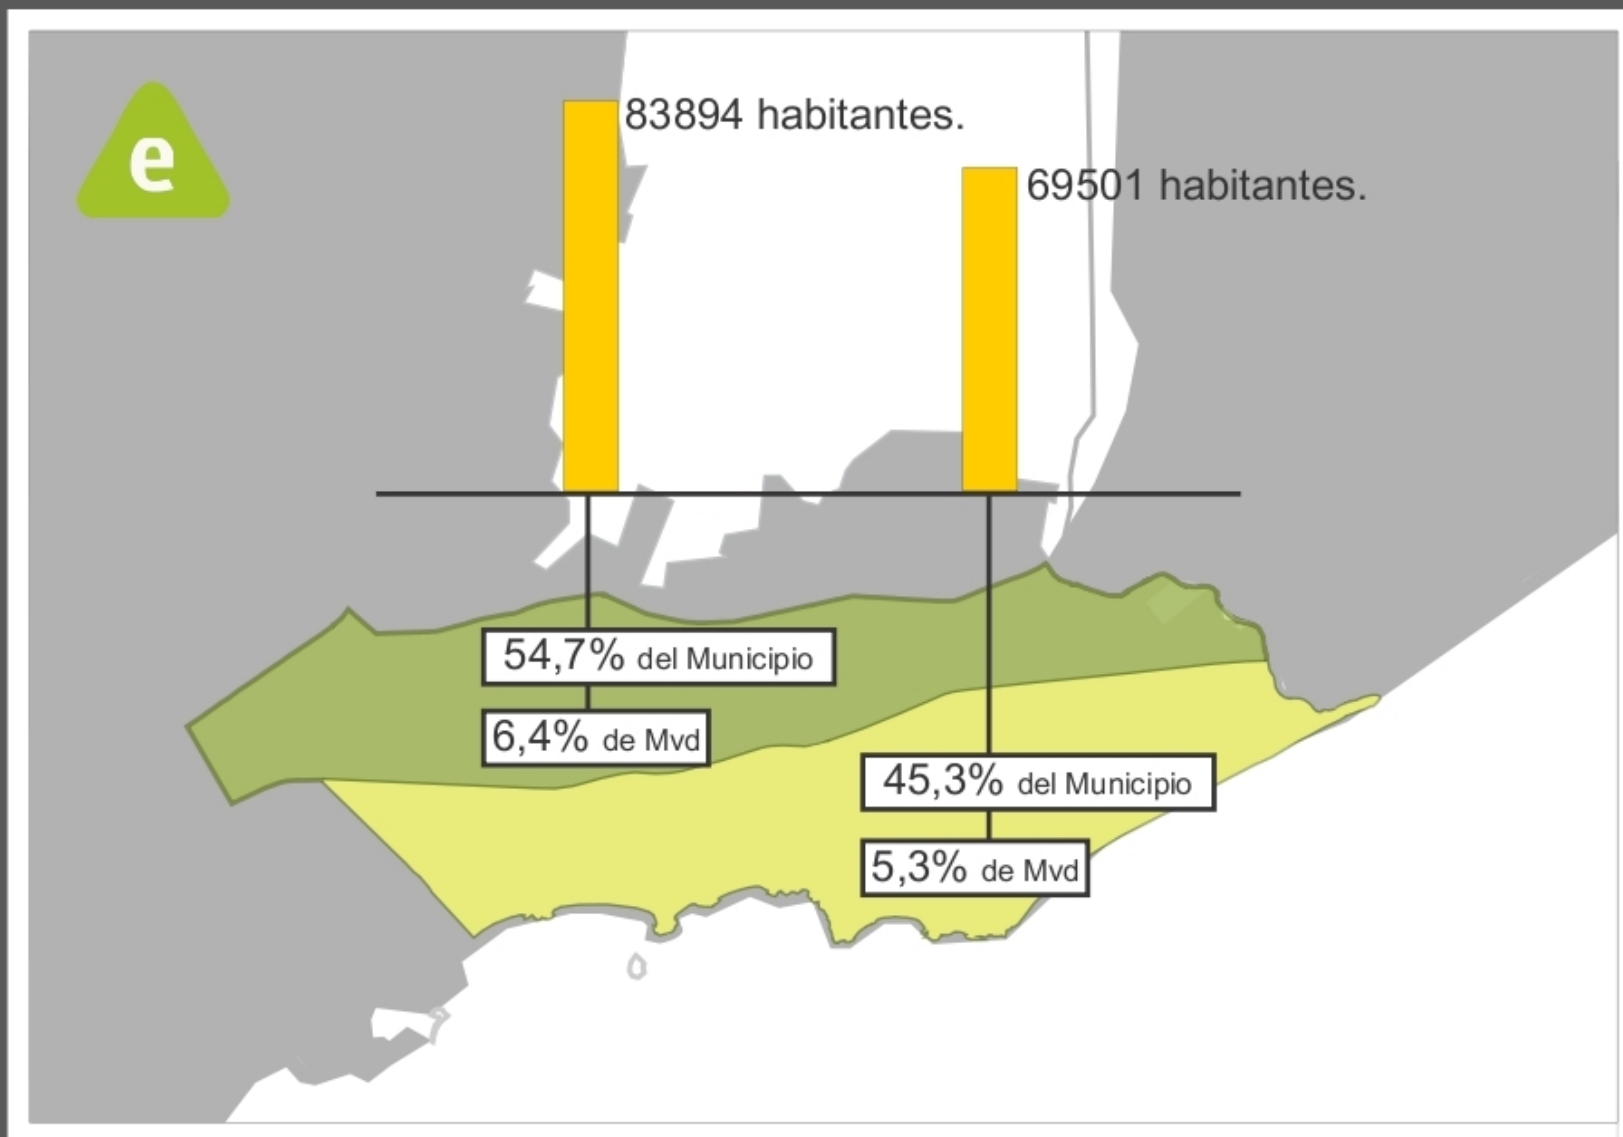 e
83894 habitantes.
69501 habitantes.
54,7% del Municipio
6,4% de Mvd
45,3% del Municipio
5,3% de Mvd